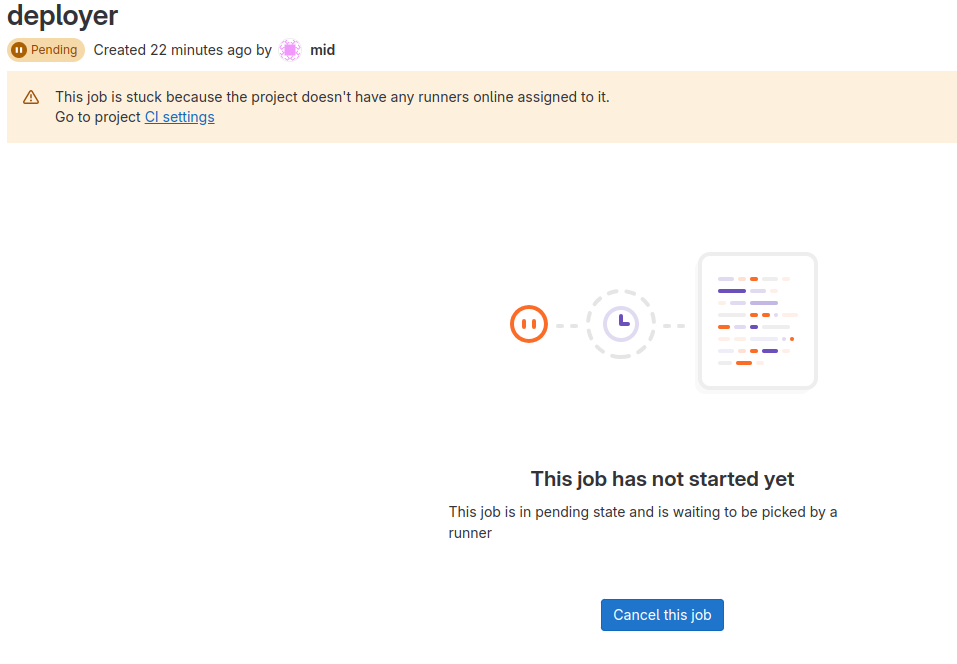 deployer
Pending Created 22 minutes ago by mid
This job is stuck because the project doesn't have any runners online assigned to it.
Go to project CI settings
This job has not started yet
This job is in pending state and is waiting to be picked by a
runner
Cancel this job